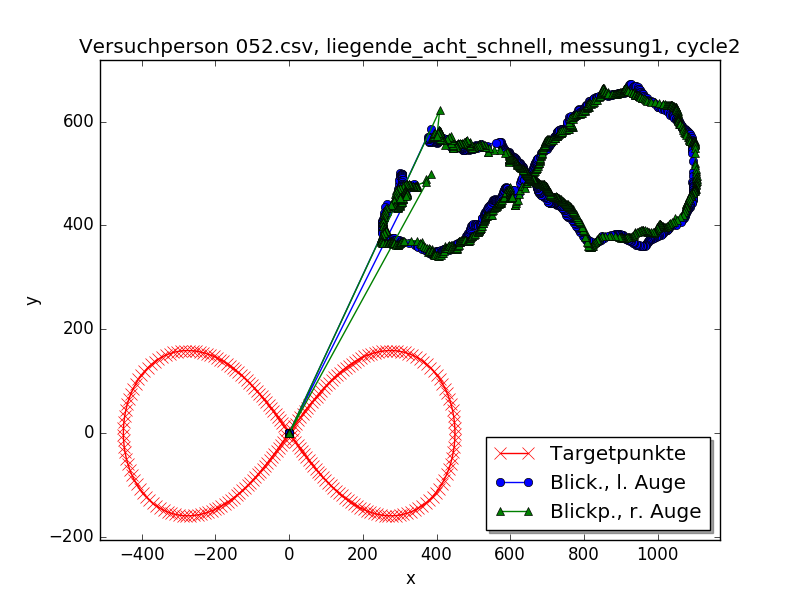 Versuchperson 052.csv, liegende_acht_schnell, messung1, cycle2
y
600
400
200
0
−200
−400
−200
0
200
400
600
800
1000
x
Targetpunkte
Blick., l. Auge
Blickp., r. Auge